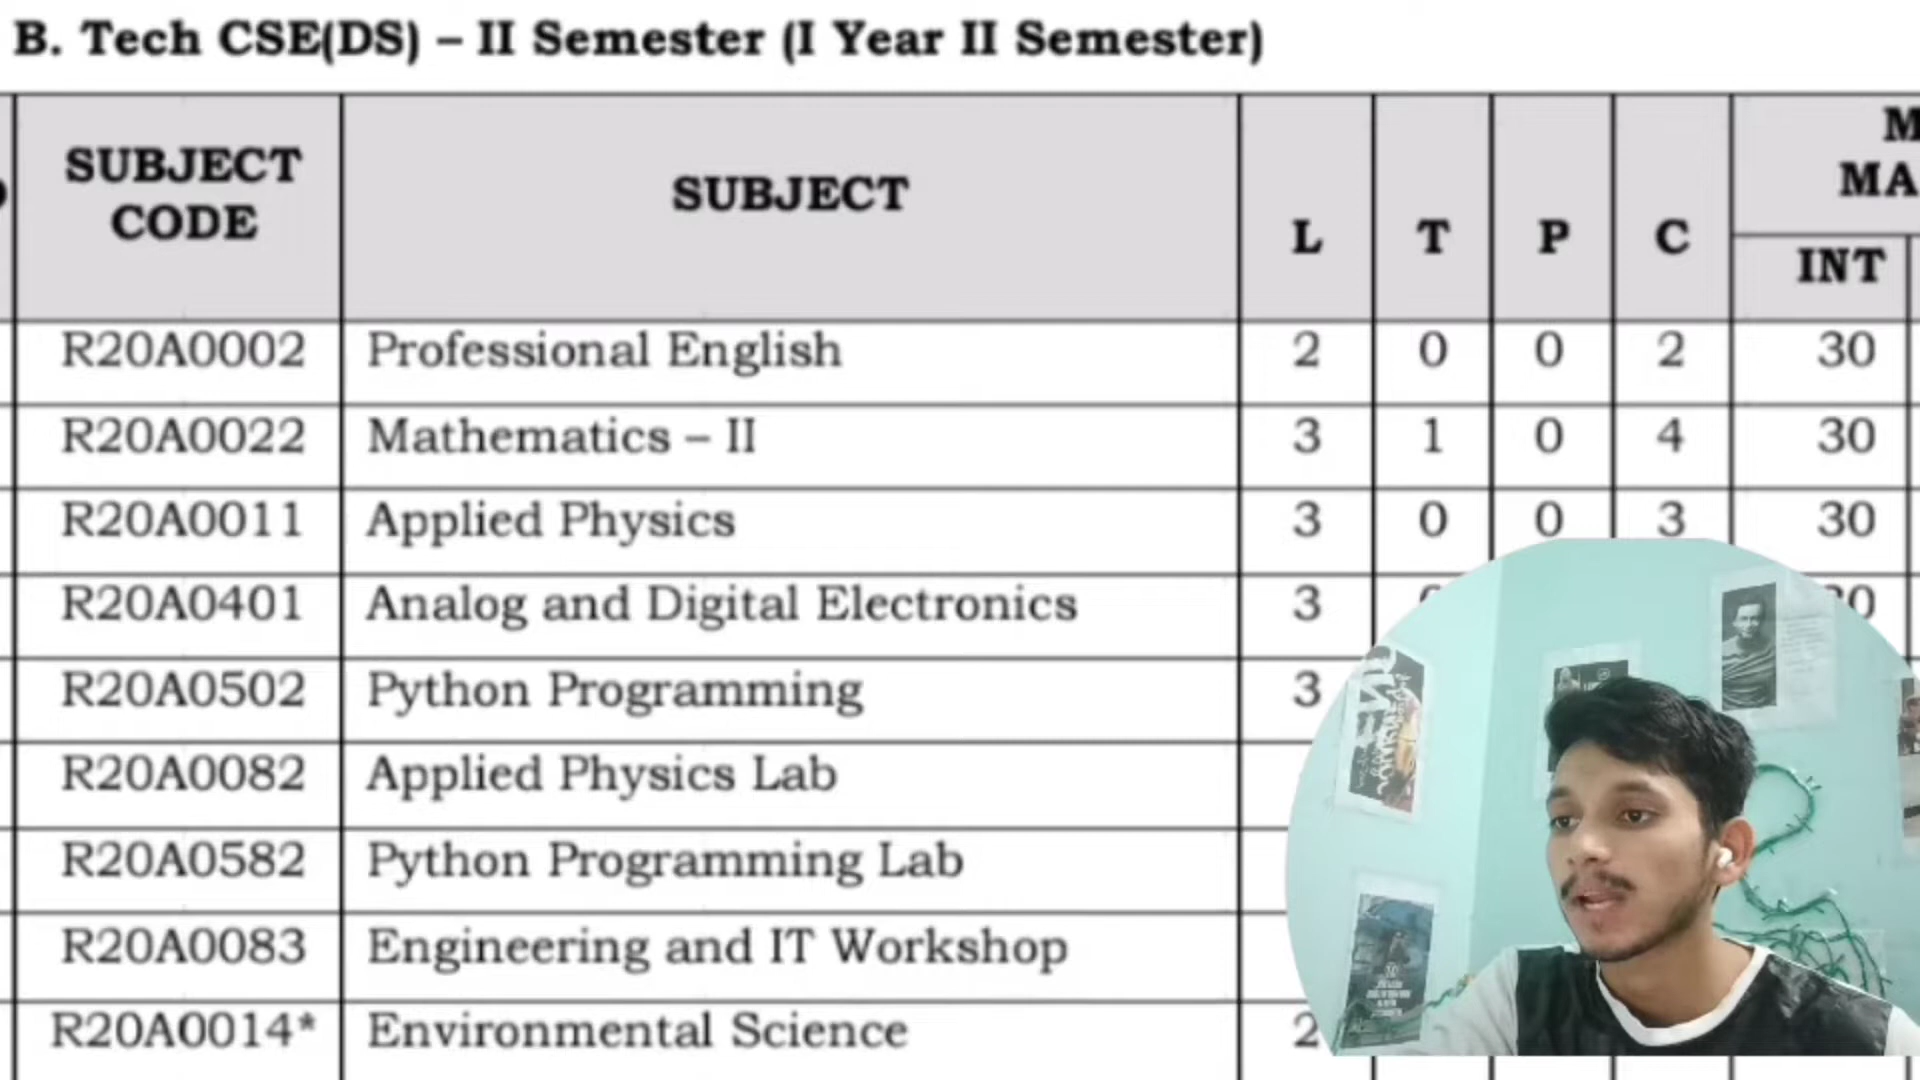 B. Tech CSE(DS) – II Semester (I Year II Semester)
SUBJECT CODE SUBJECT L T P C INT
R20A0002 Professional English 2 0 0 2 30
R20A0022 Mathematics – II 3 1 0 4 30
R20A0011 Applied Physics 3 0 0 3 30
R20A0401 Analog and Digital Electronics 3
R20A0502 Python Programming 3
R20A0082 Applied Physics Lab
R20A0582 Python Programming Lab
R20A0083 Engineering and IT Workshop
R20A0014* Environmental Science 2